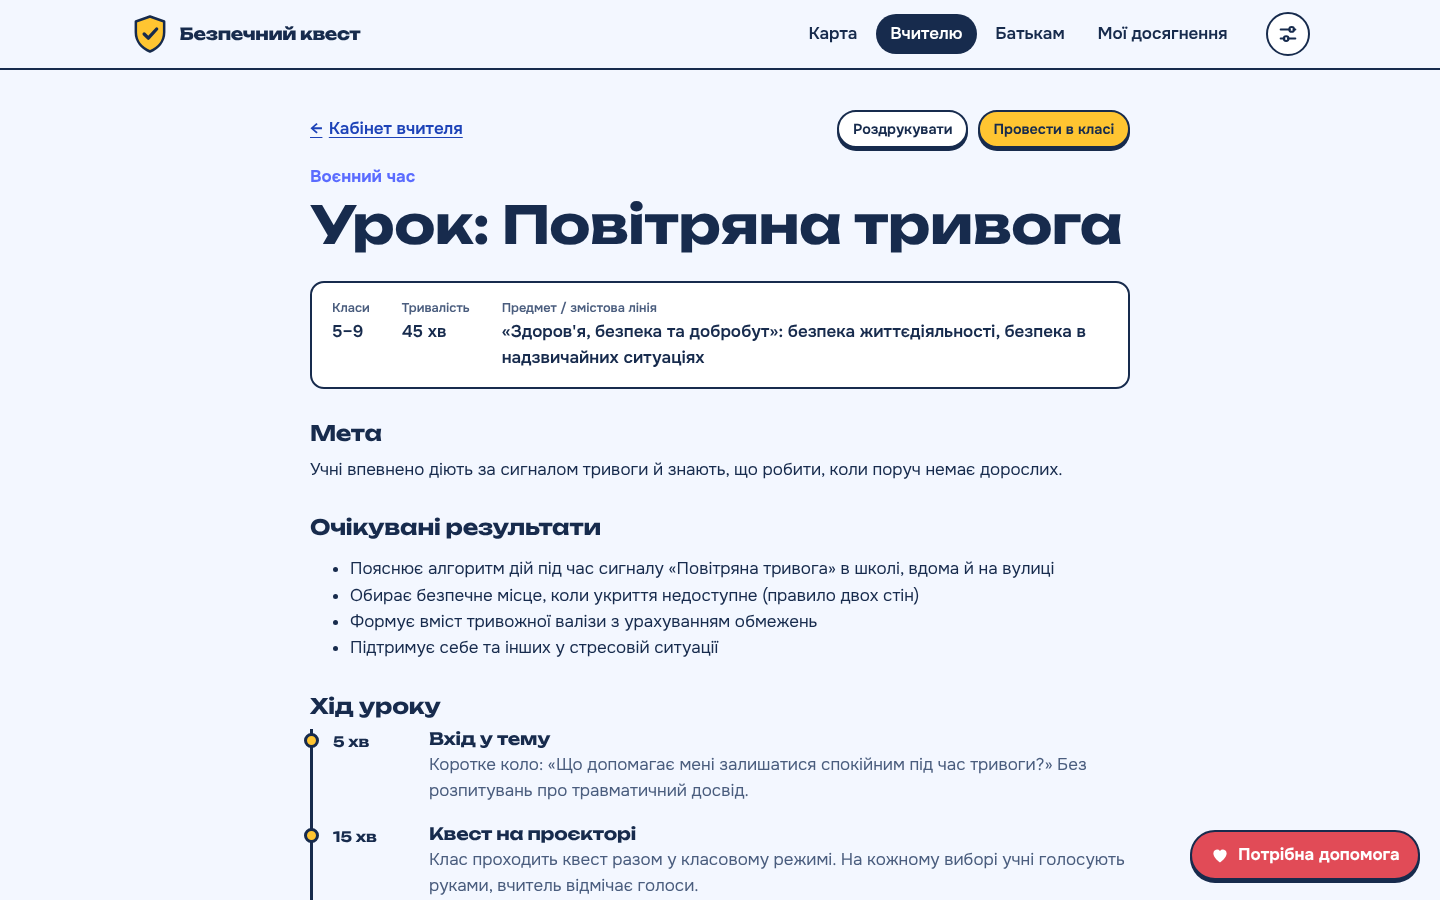 Безпечний квест
Карта
Вчителю
Батькам
Мої досягнення
← Кабінет вчителя
Роздрукувати
Провести в класі
Воєнний час
Урок: Повітряна тривога
Класи
5–9
Тривалість
45 хв
Предмет / змістова лінія
«Здоров'я, безпека та добробут»: безпека життєдіяльності, безпека в
надзвичайних ситуаціях
Мета
Учні впевнено діють за сигналом тривоги й знають, що робити, коли поруч немає дорослих.
Очікувані результати
• Пояснює алгоритм дій під час сигналу «Повітряна тривога» в школі, вдома й на вулиці
• Обирає безпечне місце, коли укриття недоступне (правило двох стін)
• Формує вміст тривожної валізи з урахуванням обмежень
• Підтримує себе та інших у стресовій ситуації
Хід уроку
5 хв
Вхід у тему
Коротке коло: «Що допомагає мені залишатися спокійним під час тривоги?» Без
розпитувань про травматичний досвід.
15 хв
Квест на проєкторі
Клас проходить квест разом у класовому режимі. На кожному виборі учні голосують
руками, вчитель відмічає голоси.
Потрібна допомога